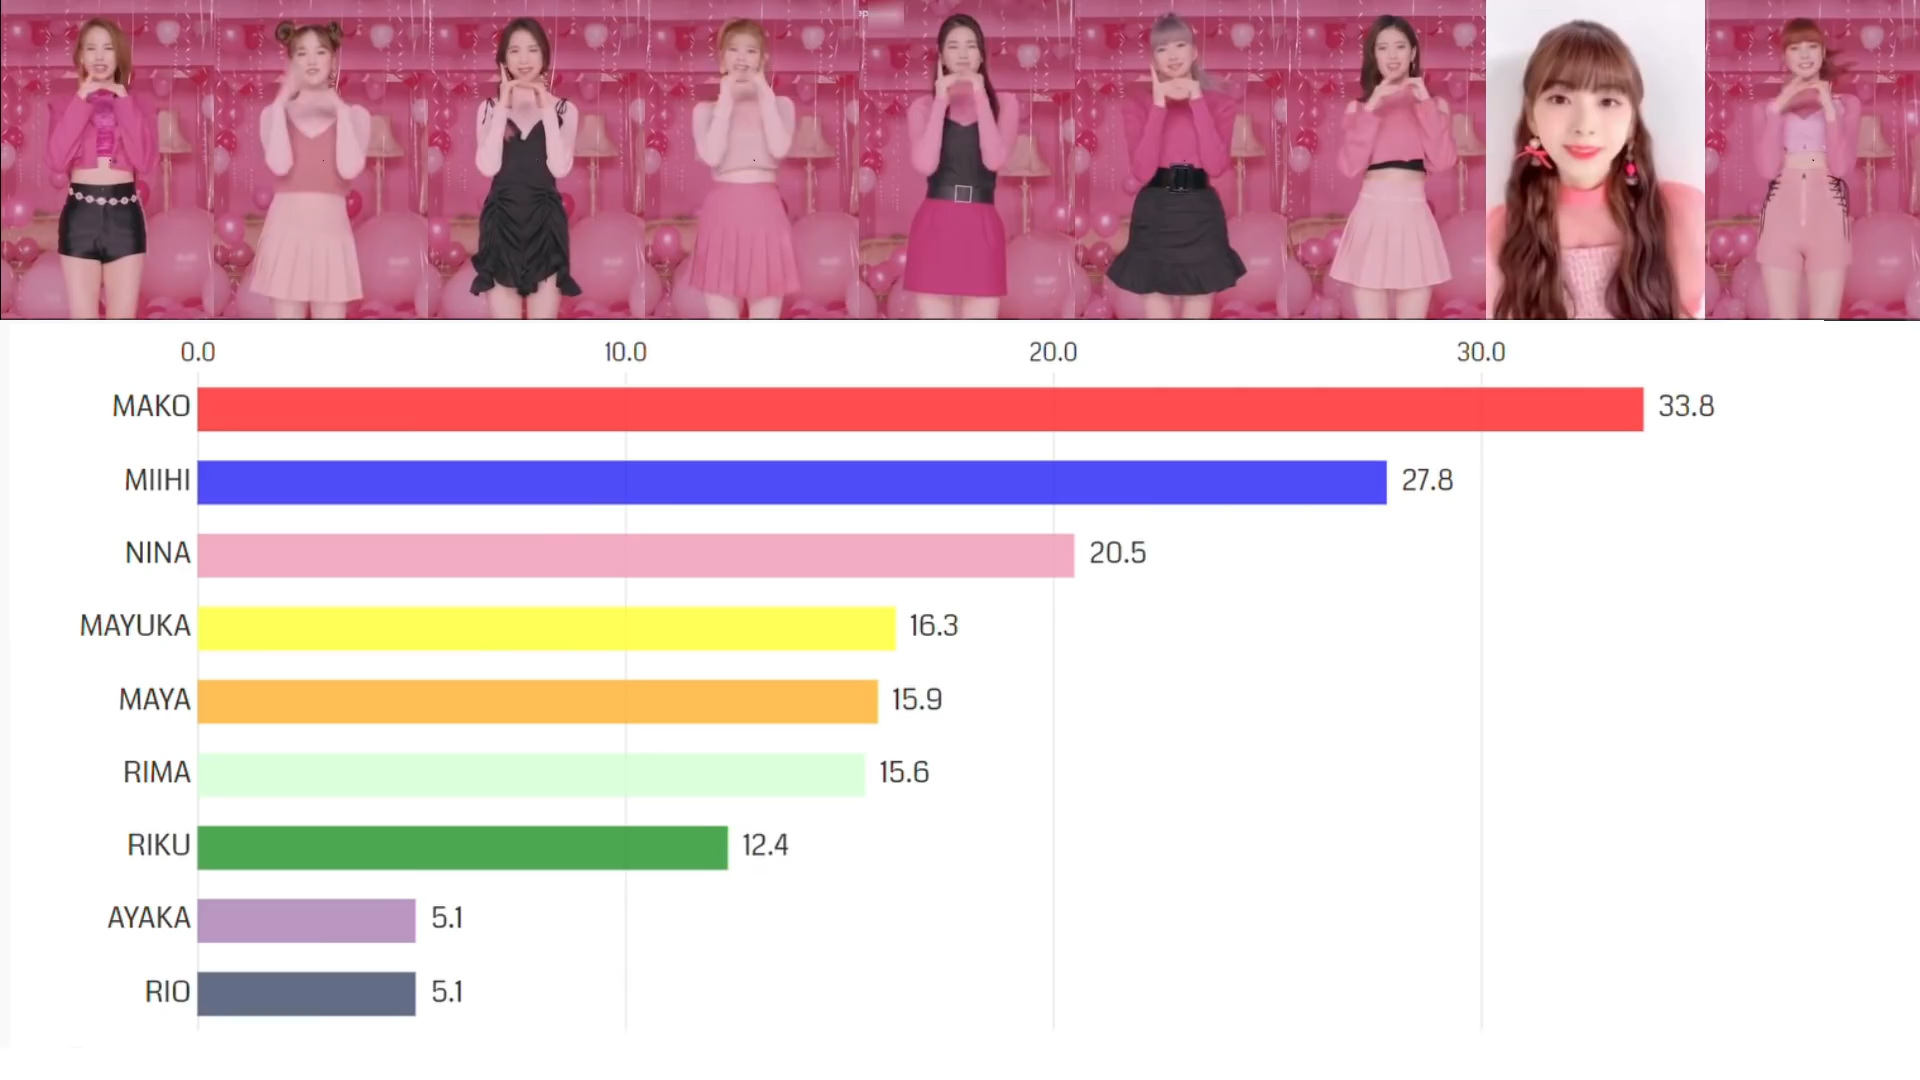 0.0 10.0 20.0 30.0
MAKO 33.8
MIIHI 27.8
NINA 20.5
MAYUKA 16.3
MAYA 15.9
RIMA 15.6
RIKU 12.4
AYAKA 5.1
RIO 5.1